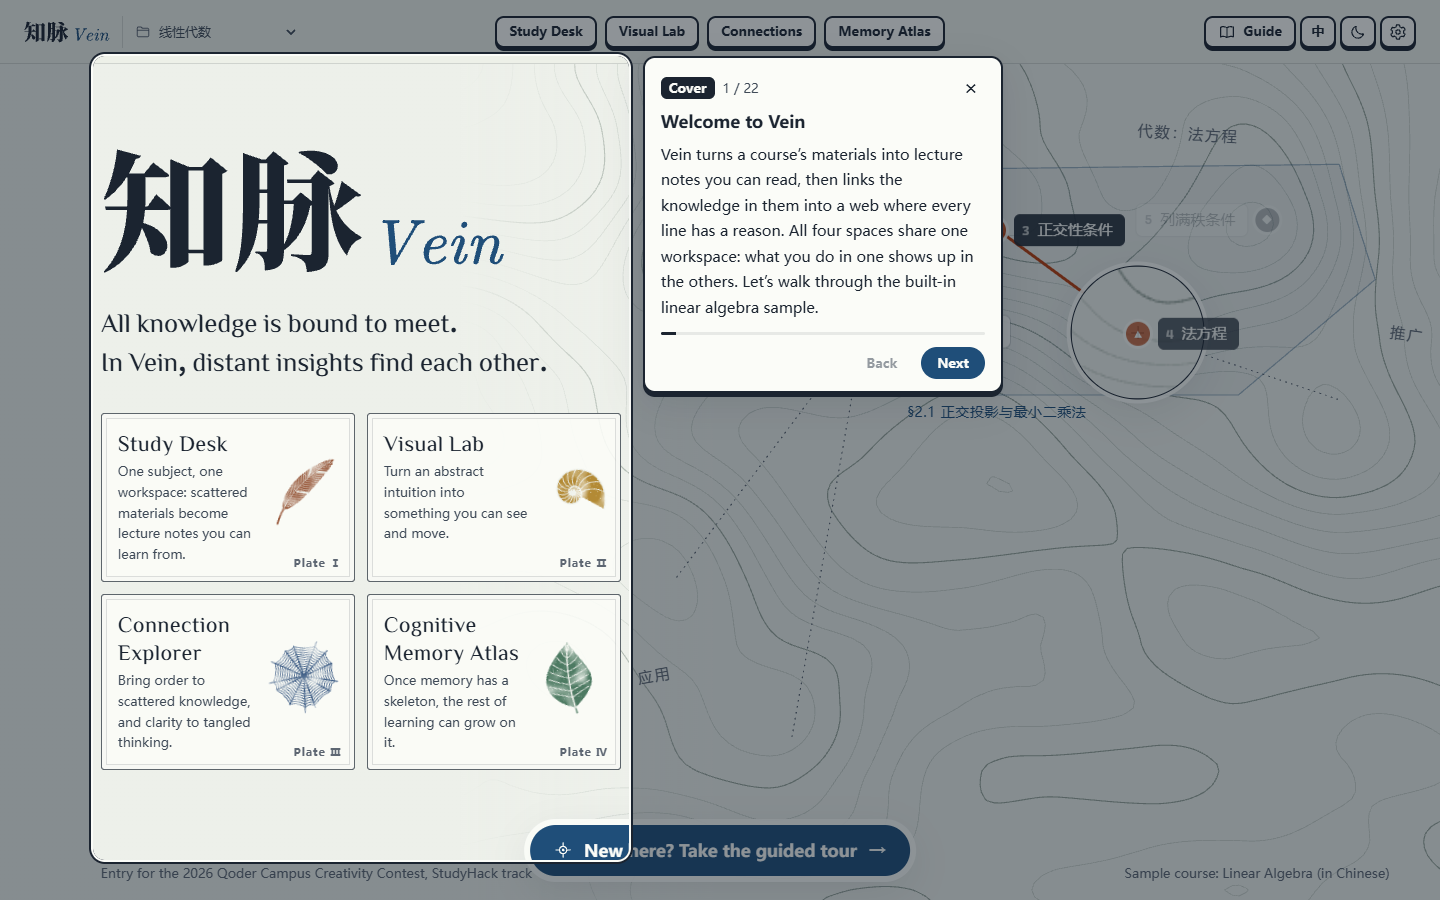 知脉 Vein
线性代数
Study Desk
Visual Lab
Connections
Memory Atlas
Guide
中
知脉 Vein
All knowledge is bound to meet.
In Vein, distant insights find each other.
Study Desk
One subject, one
workspace: scattered
materials become
lecture notes you can
learn from.
Plate I
Visual Lab
Turn an abstract
intuition into
something you can see
and move.
Plate II
Connection
Explorer
Bring order to
scattered knowledge,
and clarity to tangled
thinking.
Plate III
Cognitive
Memory Atlas
Once memory has a
skeleton, the rest of
learning can grow on
it.
Plate IV
Cover 1 / 22
Welcome to Vein
Vein turns a course’s materials into lecture
notes you can read, then links the
knowledge in them into a web where every
line has a reason. All four spaces share one
workspace: what you do in one shows up in
the others. Let’s walk through the built-in
linear algebra sample.
Back
Next
代数：法方程
3 正交性条件
5 列满秩条件
4 法方程
推广
§2.1 正交投影与最小二乘法
应用
New here? Take the guided tour →
Entry for the 2026 Qoder Campus Creativity Contest, StudyHack track
Sample course: Linear Algebra (in Chinese)